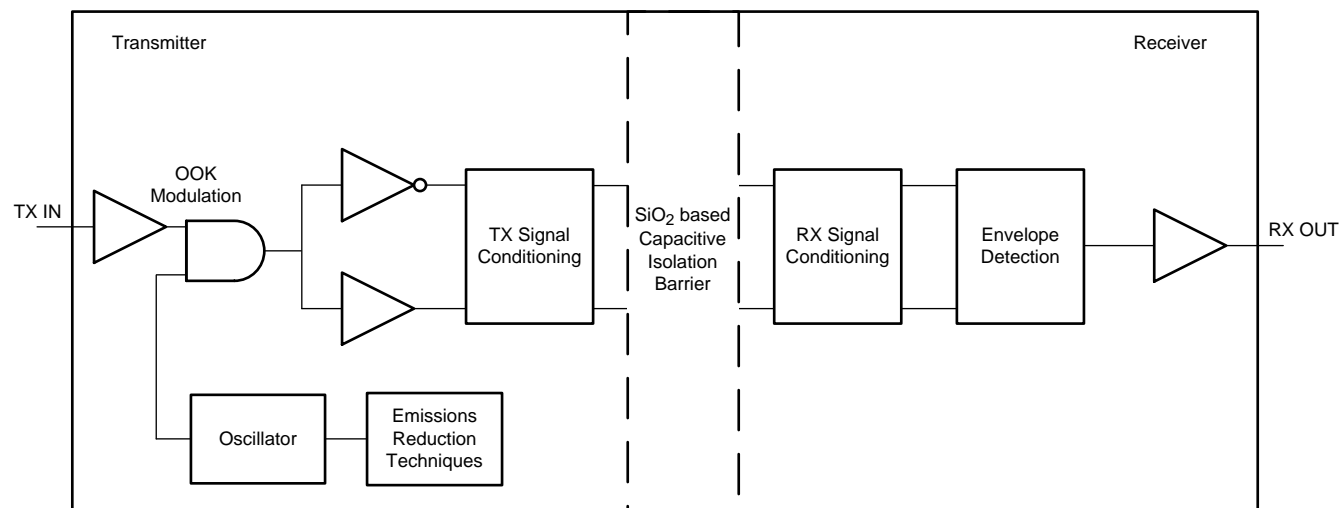 Transmitter
Receiver
OOK
Modulation
TX IN
TX Signal
Conditioning
SiO₂ based
Capacitive
Isolation
Barrier
RX Signal
Conditioning
Envelope
Detection
RX OUT
Oscillator
Emissions
Reduction
Techniques